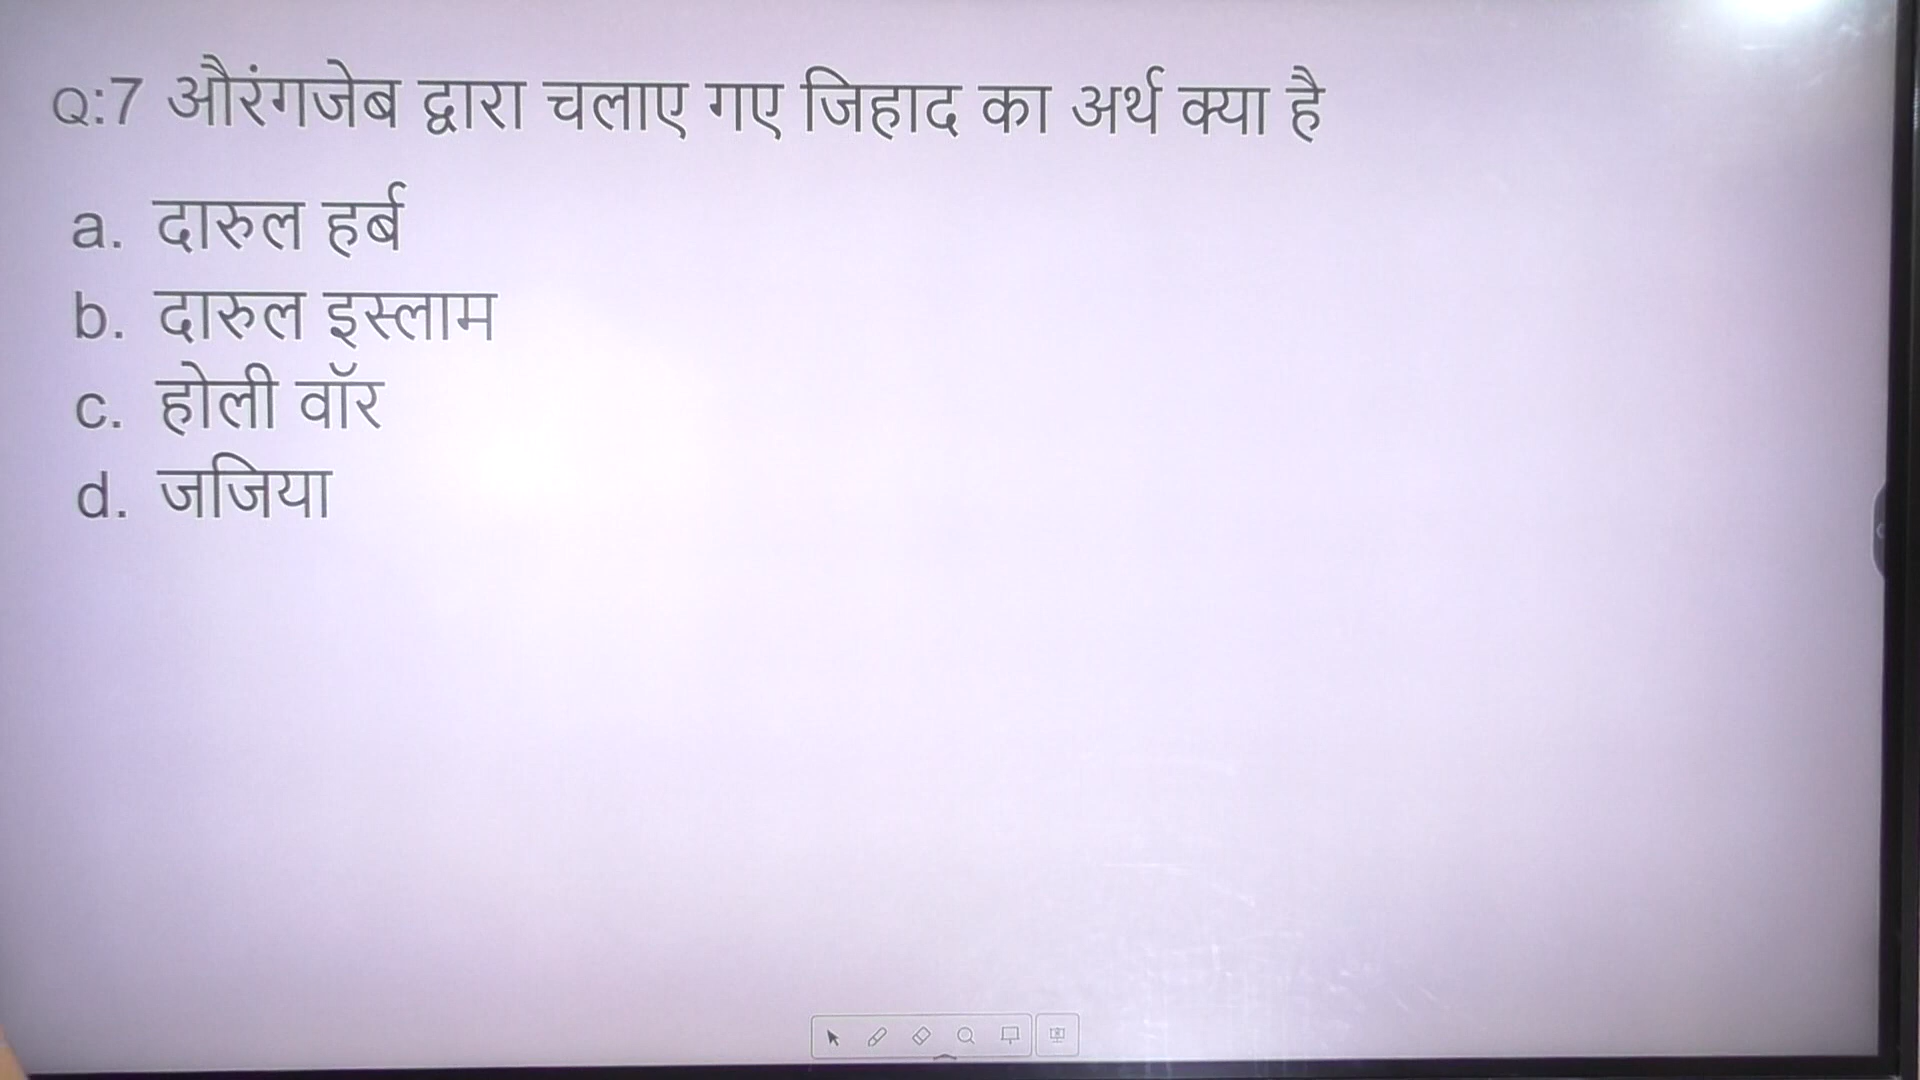 Q:7 औरंगजेब द्वारा चलाए गए जिहाद का अर्थ क्या है
a. दारुल हर्ब
b. दारुल इस्लाम
c. होली वॉर
d. जजिया